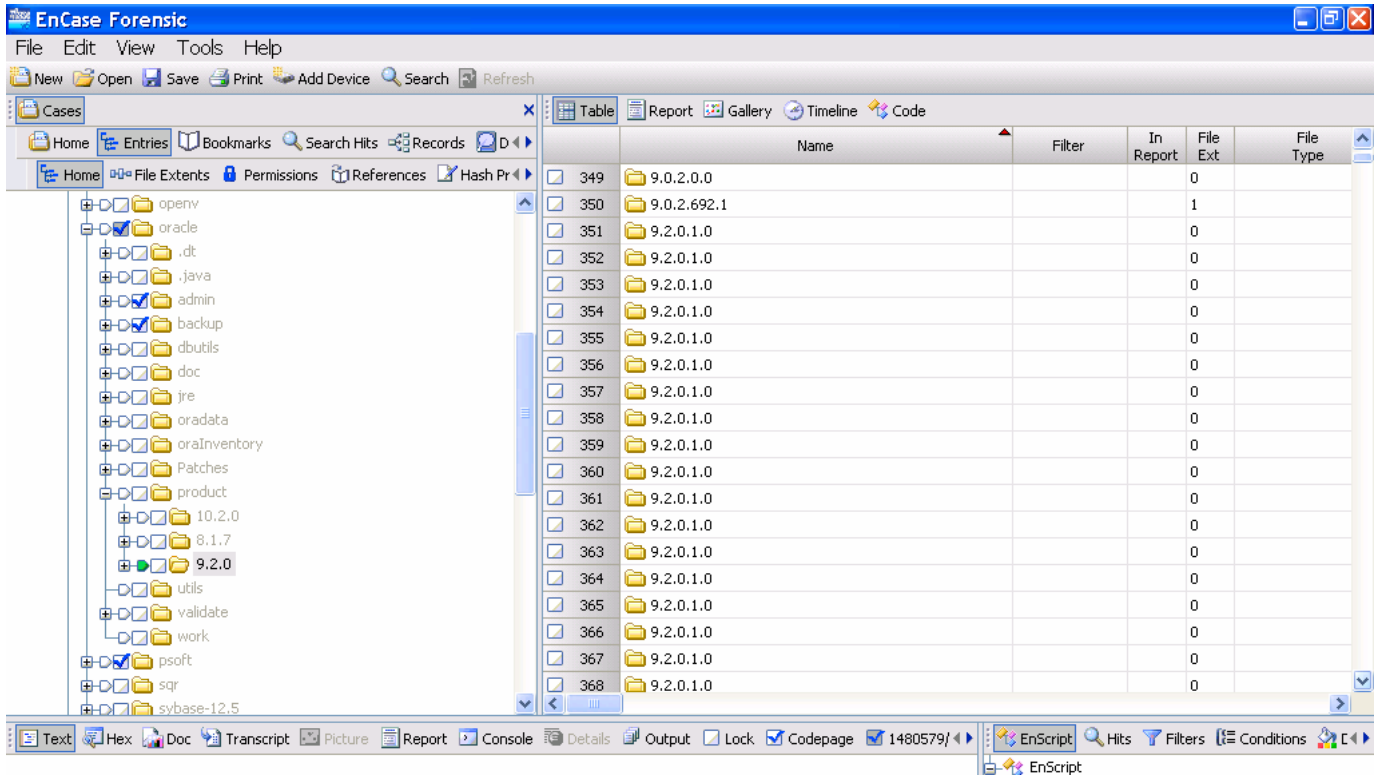 EnCase Forensic
File Edit View Tools Help
New Open Save Print Add Device Search Refresh
Cases
Home Entries Bookmarks Search Hits Records D
Home File Extents Permissions References Hash Pr
openv
oracle
.dt
.java
admin
backup
dbutils
doc
jre
oradata
oraInventory
Patches
product
10.2.0
8.1.7
9.2.0
utils
validate
work
psoft
sqr
sybase-12.5
Table Report Gallery Timeline Code
Name Filter In Report File Ext File Type
349 9.0.2.0.0 0
350 9.0.2.692.1 1
351 9.2.0.1.0 0
352 9.2.0.1.0 0
353 9.2.0.1.0 0
354 9.2.0.1.0 0
355 9.2.0.1.0 0
356 9.2.0.1.0 0
357 9.2.0.1.0 0
358 9.2.0.1.0 0
359 9.2.0.1.0 0
360 9.2.0.1.0 0
361 9.2.0.1.0 0
362 9.2.0.1.0 0
363 9.2.0.1.0 0
364 9.2.0.1.0 0
365 9.2.0.1.0 0
366 9.2.0.1.0 0
367 9.2.0.1.0 0
368 9.2.0.1.0 0
Text Hex Doc Transcript Picture Report Console Details Output Lock Codepage 1480579/
EnScript Hits Filters Conditions
EnScript